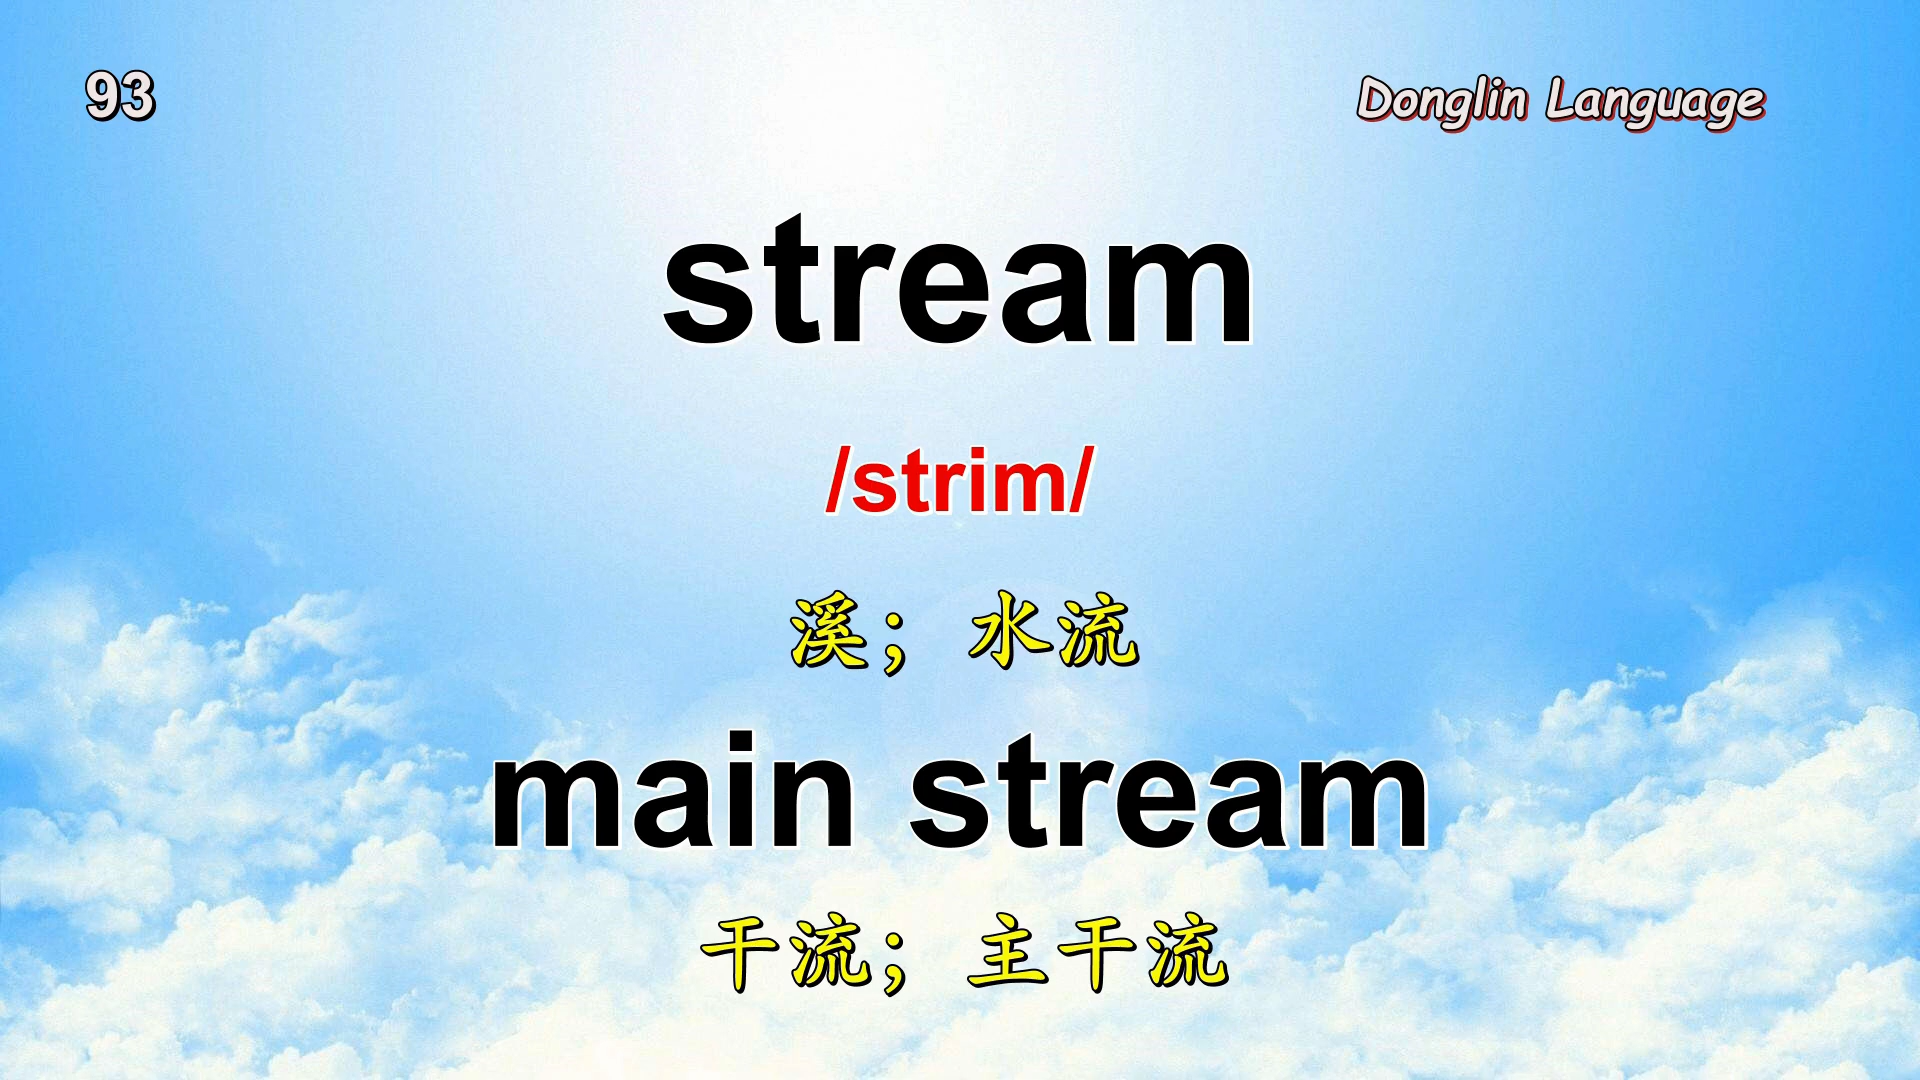 93
Donglin Language
stream
/strim/
溪；水流
main stream
干流；主干流